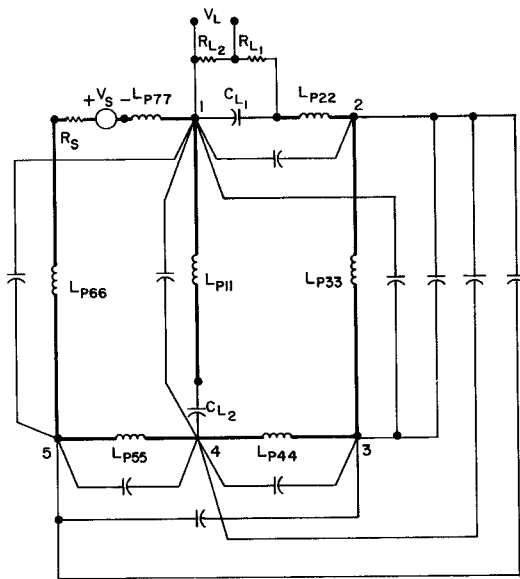 V_L
R_L2 R_L1
+ V_S - L_P77
1
C_L1
L_P22
2
R_S
L_P66
L_P11
L_P33
C_L2
5
L_P55
4
L_P44
3